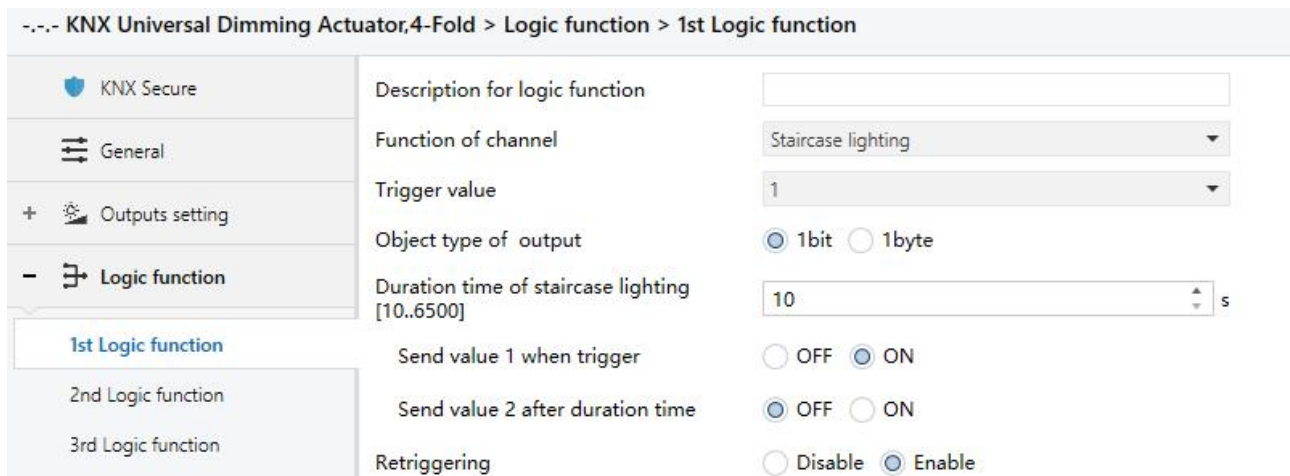 -.-.- KNX Universal Dimming Actuator,4-Fold > Logic function > 1st Logic function
KNX Secure
General
+ Outputs setting
- Logic function
1st Logic function
2nd Logic function
3rd Logic function
Description for logic function
Function of channel Staircase lighting
Trigger value 1
Object type of output 1bit 1byte
Duration time of staircase lighting
[10..6500] 10 s
Send value 1 when trigger OFF ON
Send value 2 after duration time OFF ON
Retriggering Disable Enable